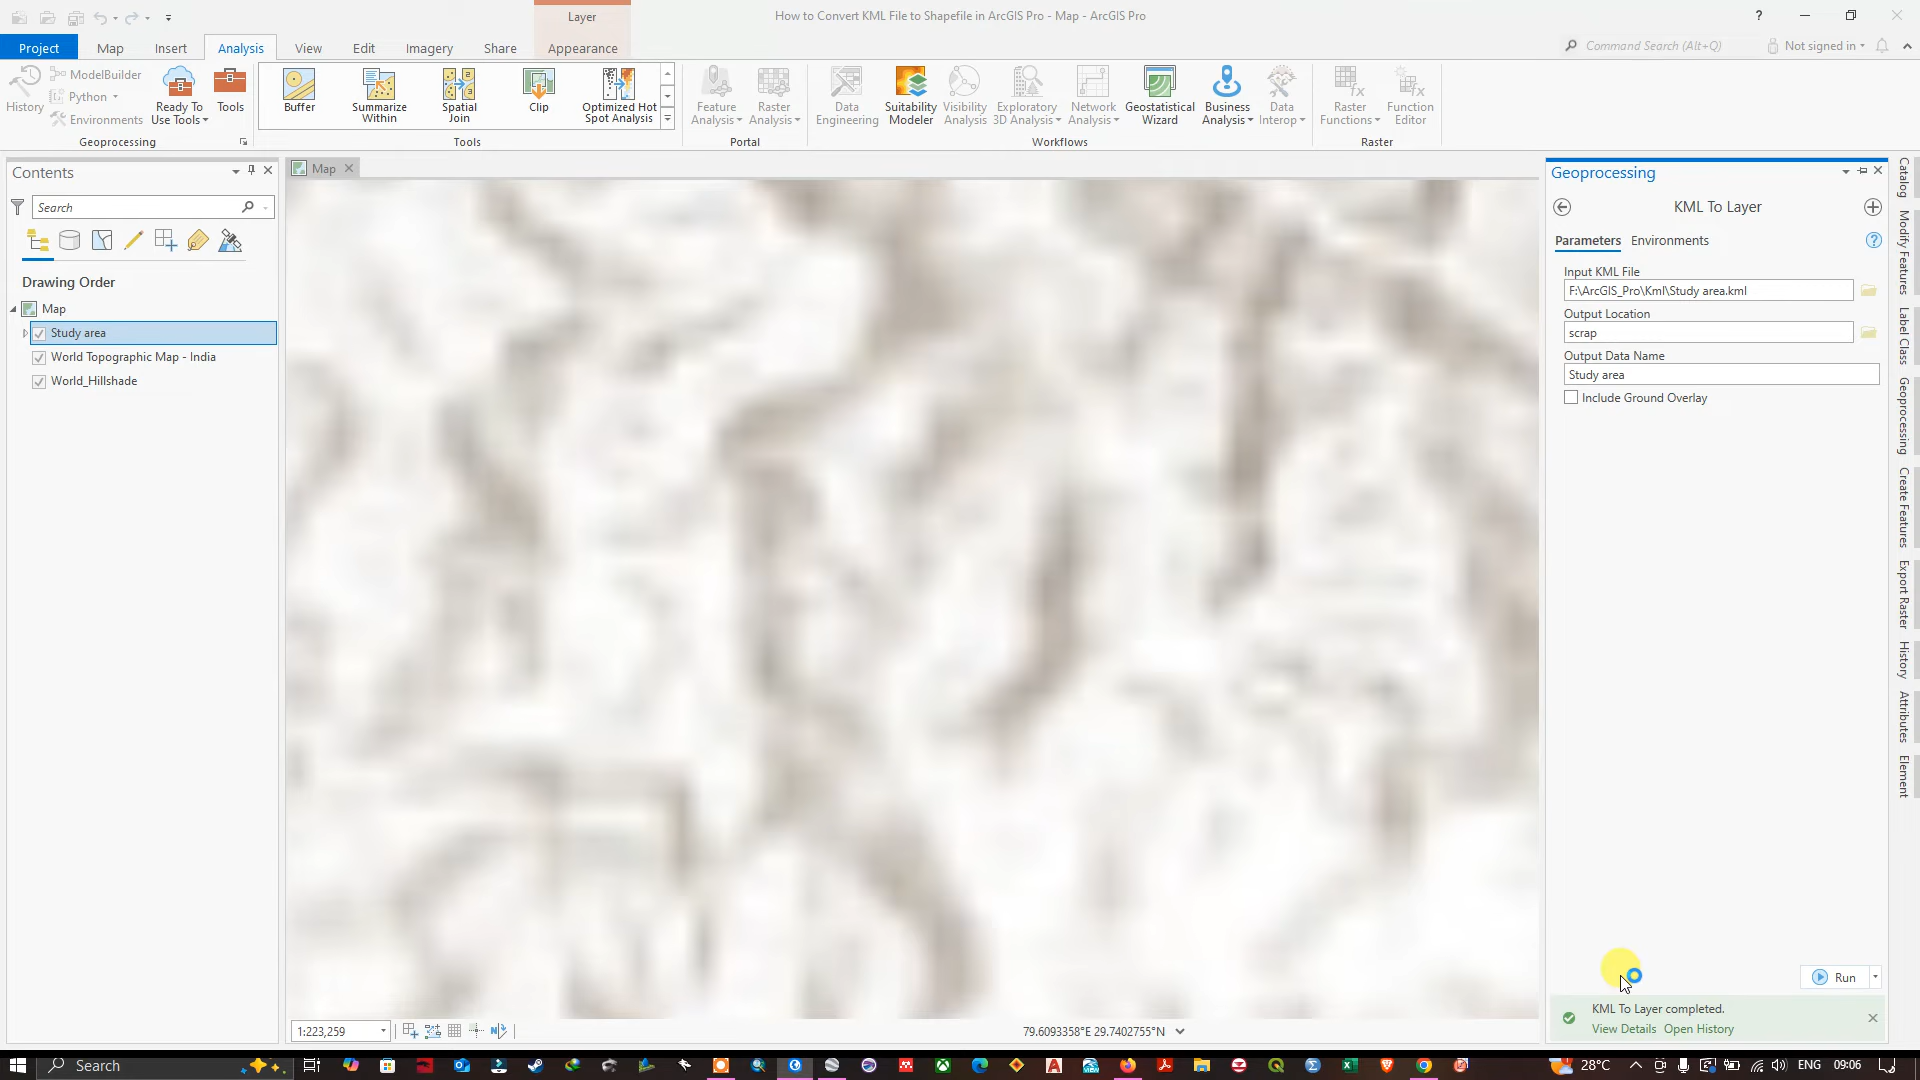 Layer
How to Convert KML File to Shapefile in ArcGIS Pro - Map - ArcGIS Pro
?
Project
Map
Insert
Analysis
View
Edit
Imagery
Share
Appearance
Command Search (Alt+Q)
Not signed in
History
ModelBuilder
Python
Environments
Ready To
Use Tools
Tools
Geoprocessing
Buffer
Summarize
Within
Spatial
Join
Clip
Optimized Hot
Spot Analysis
Tools
Feature
Analysis
Raster
Analysis
Portal
Data
Engineering
Suitability
Modeler
Visibility
Analysis
Exploratory
3D Analysis
Network
Analysis
Geostatistical
Wizard
Business
Analysis
Data
Interop
Workflows
Raster
Functions
Function
Editor
Raster
Contents
Search
Drawing Order
Map
Study area
World Topographic Map - India
World_Hillshade
Map
1:223,259
79.6093358°E 29.7402755°N
Geoprocessing
KML To Layer
Parameters
Environments
?
Input KML File
F:\ArcGIS_Pro\Kml\Study area.kml
Output Location
scrap
Output Data Name
Study area
Include Ground Overlay
Run
KML To Layer completed.
View Details Open History
Catalog
Modify Features
Label Class
Geoprocessing
Create Features
Export Raster
History
Attributes
Element
Search
28°C
ENG
09:06